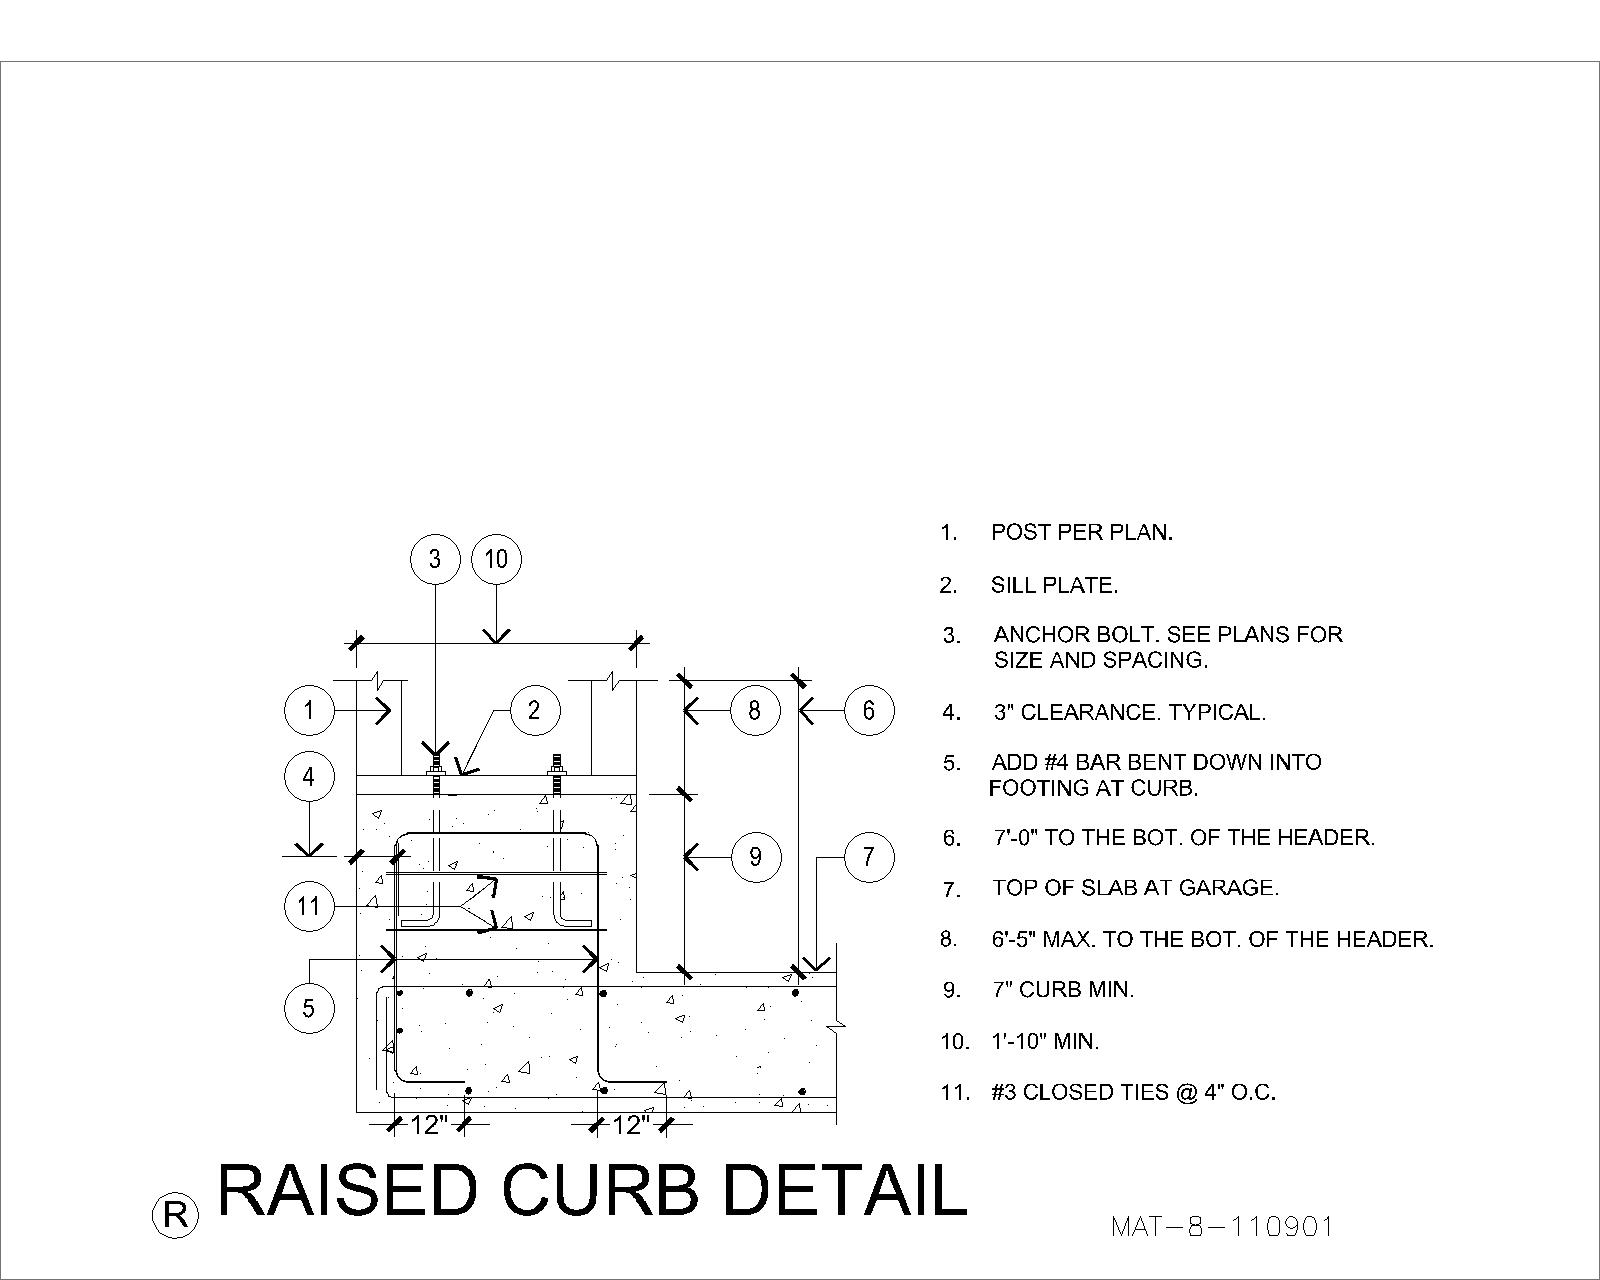 3 10
1 2 8 6
4
9 7
11
5
12" 12"
1. POST PER PLAN.
2. SILL PLATE.
3. ANCHOR BOLT. SEE PLANS FOR
SIZE AND SPACING.
4. 3" CLEARANCE. TYPICAL.
5. ADD #4 BAR BENT DOWN INTO
FOOTING AT CURB.
6. 7'-0" TO THE BOT. OF THE HEADER.
7. TOP OF SLAB AT GARAGE.
8. 6'-5" MAX. TO THE BOT. OF THE HEADER.
9. 7" CURB MIN.
10. 1'-10" MIN.
11. #3 CLOSED TIES @ 4" O.C.
R RAISED CURB DETAIL
MAT-8-110901